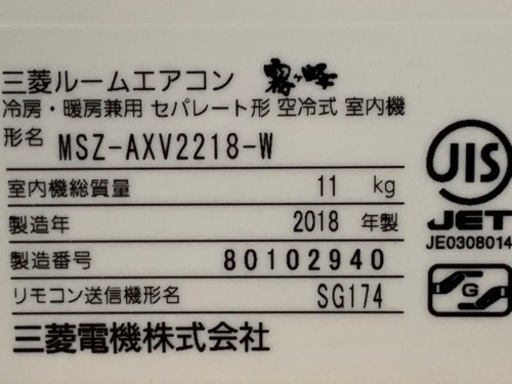 三菱ルームエアコン 霧ヶ峰
冷房・暖房兼用 セパレート形 空冷式 室内機
形名 MSZ-AXV2218-W
室内機総質量 11 kg
製造年 2018 年製
製造番号 80102940
リモコン送信機形名 SG174
三菱電機株式会社
JIS
JET
JE0308014
G